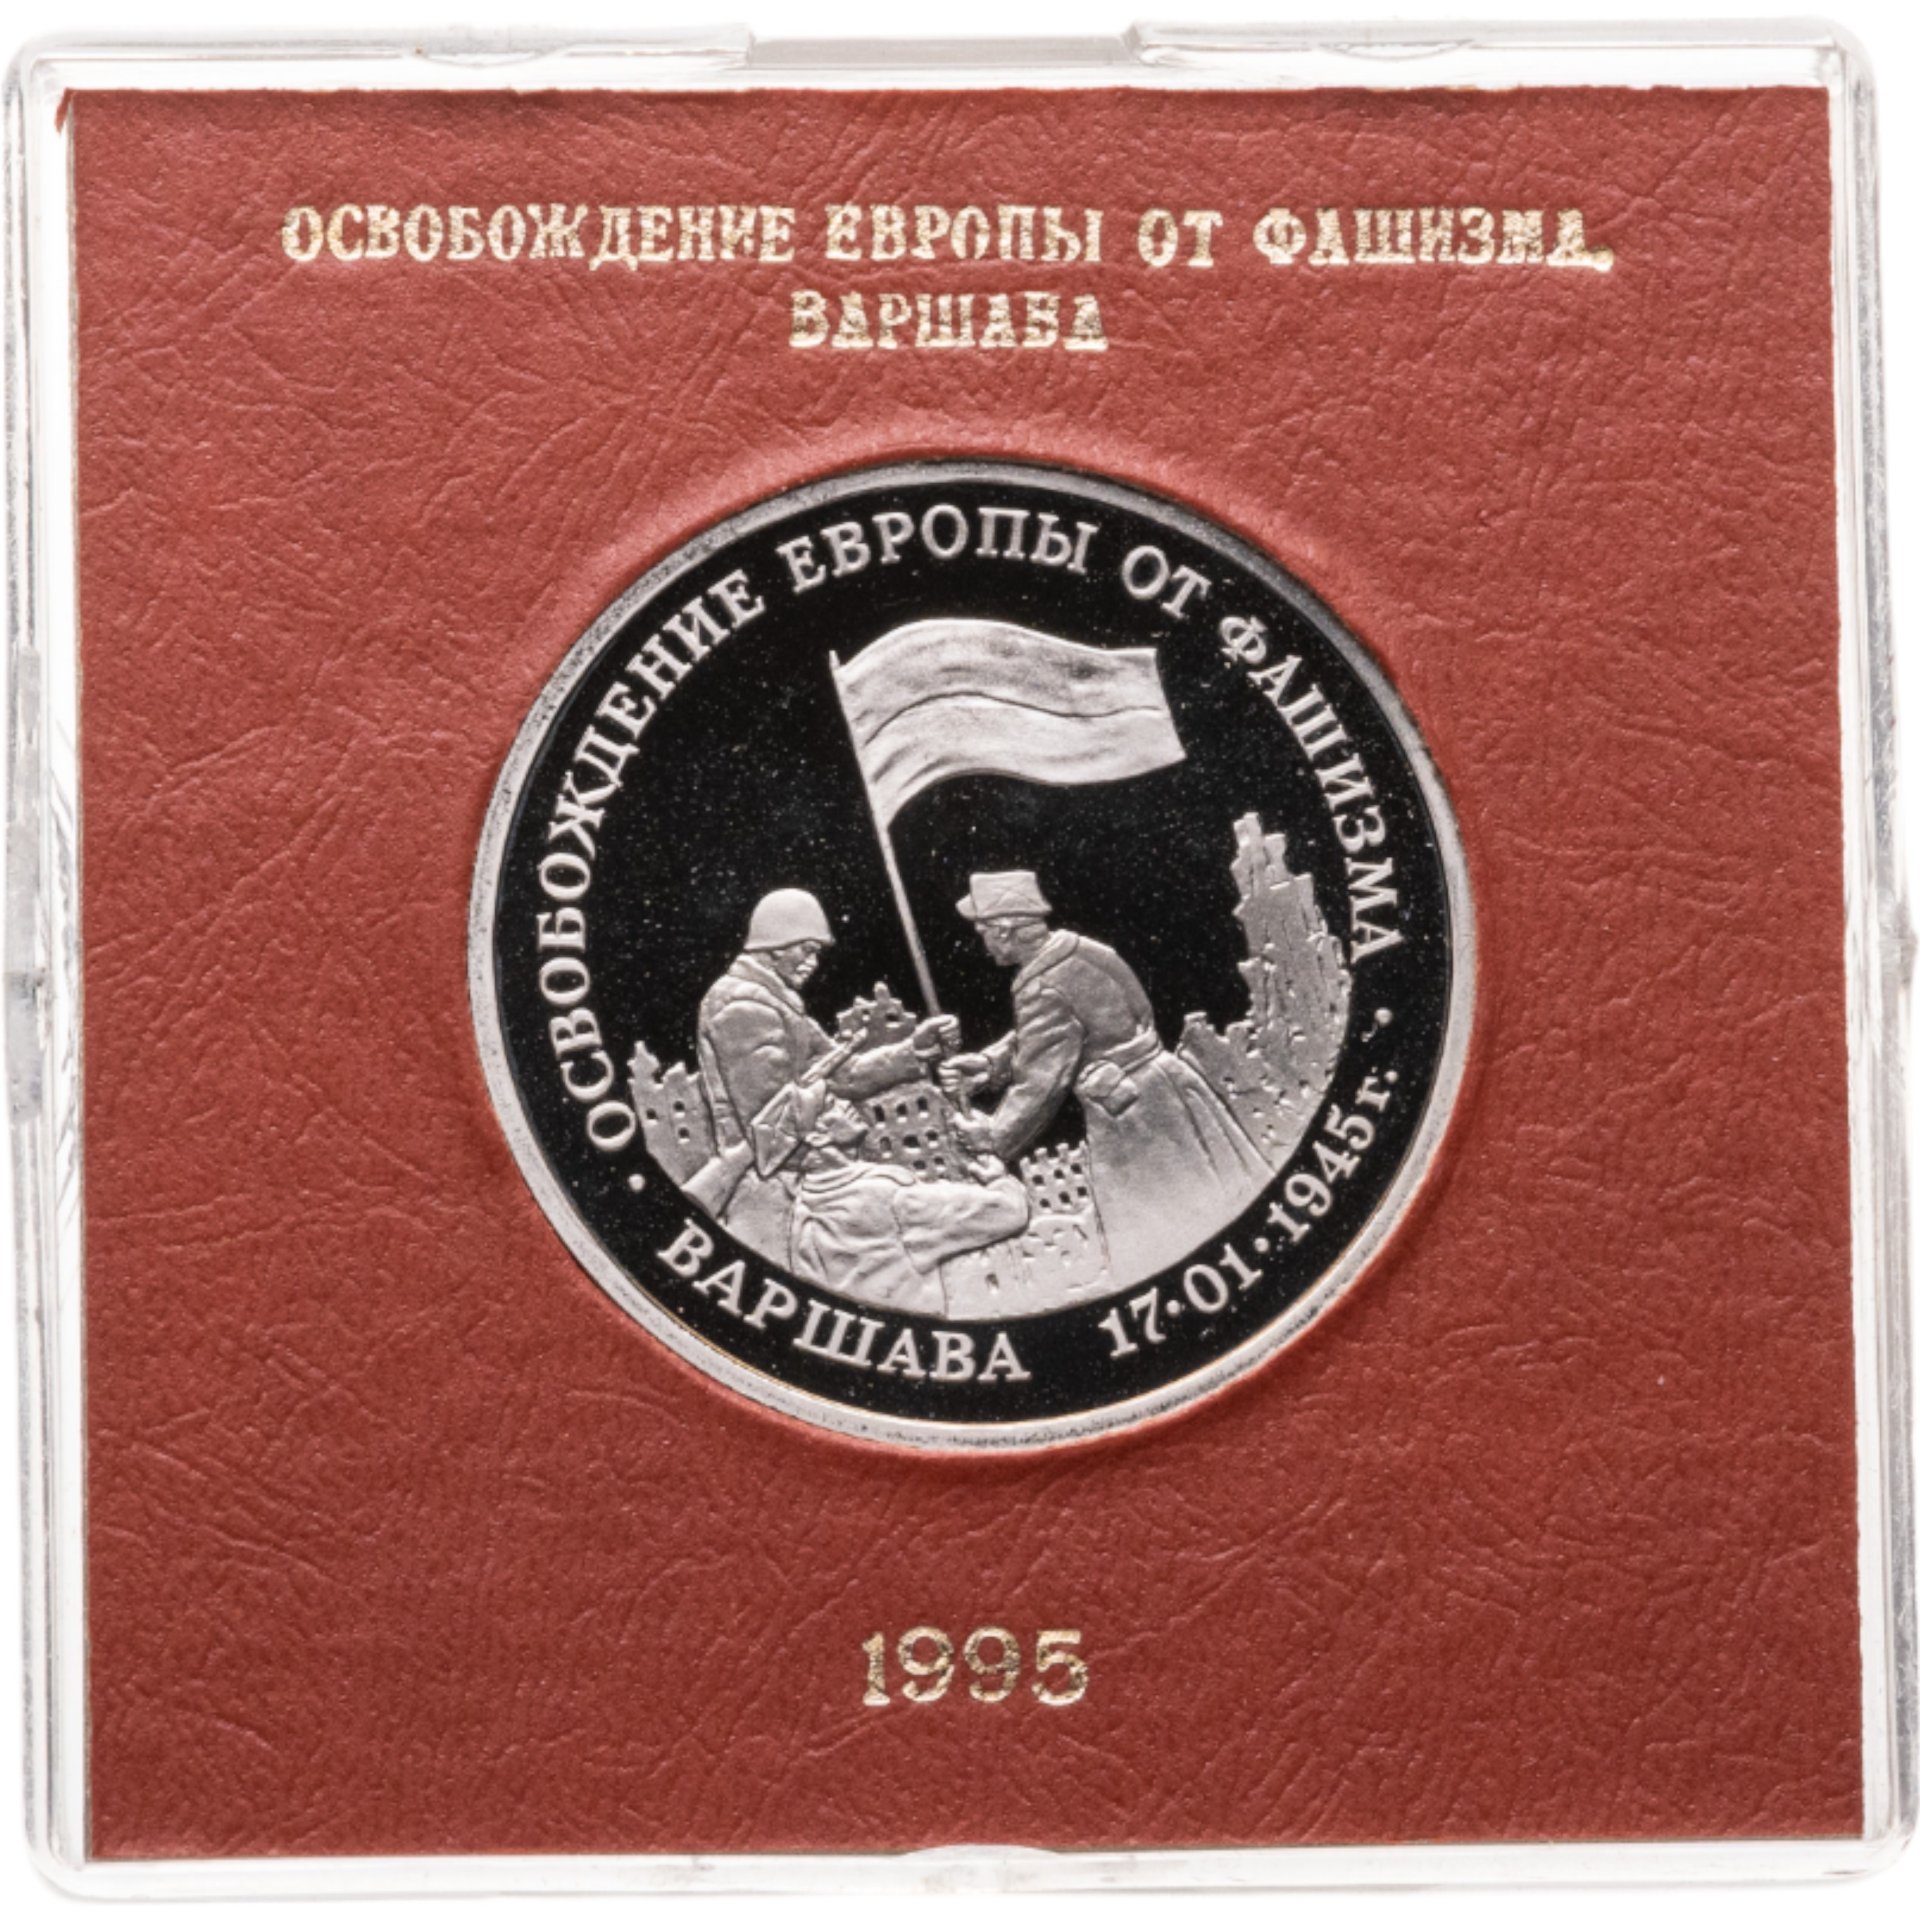 ОСВОБОЖДЕНИЕ ЕВРОПЫ ОТ ФАШИЗМА.
ВАРШАВА
ОСВОБОЖДЕНИЕ ЕВРОПЫ ОТ ФАШИЗМА
• ВАРШАВА 17•01•1945 г. •
1995